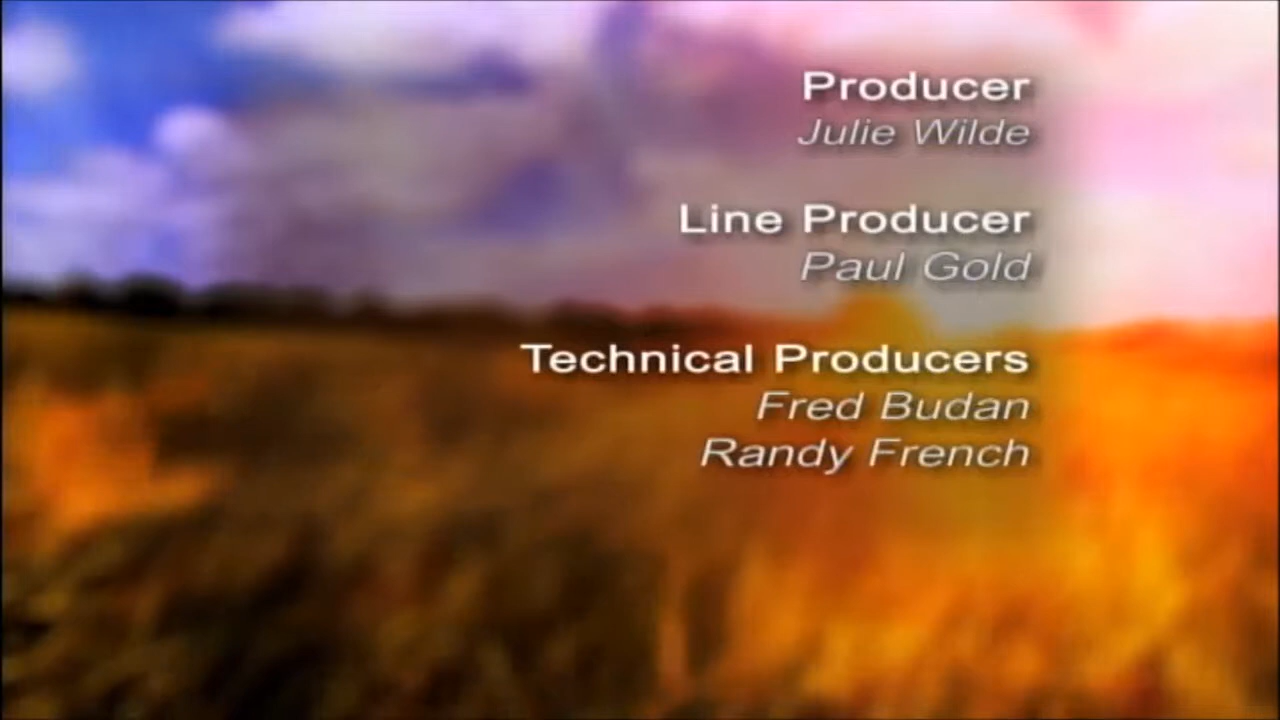 Producer
Julie Wilde
Line Producer
Paul Gold
Technical Producers
Fred Budan
Randy French